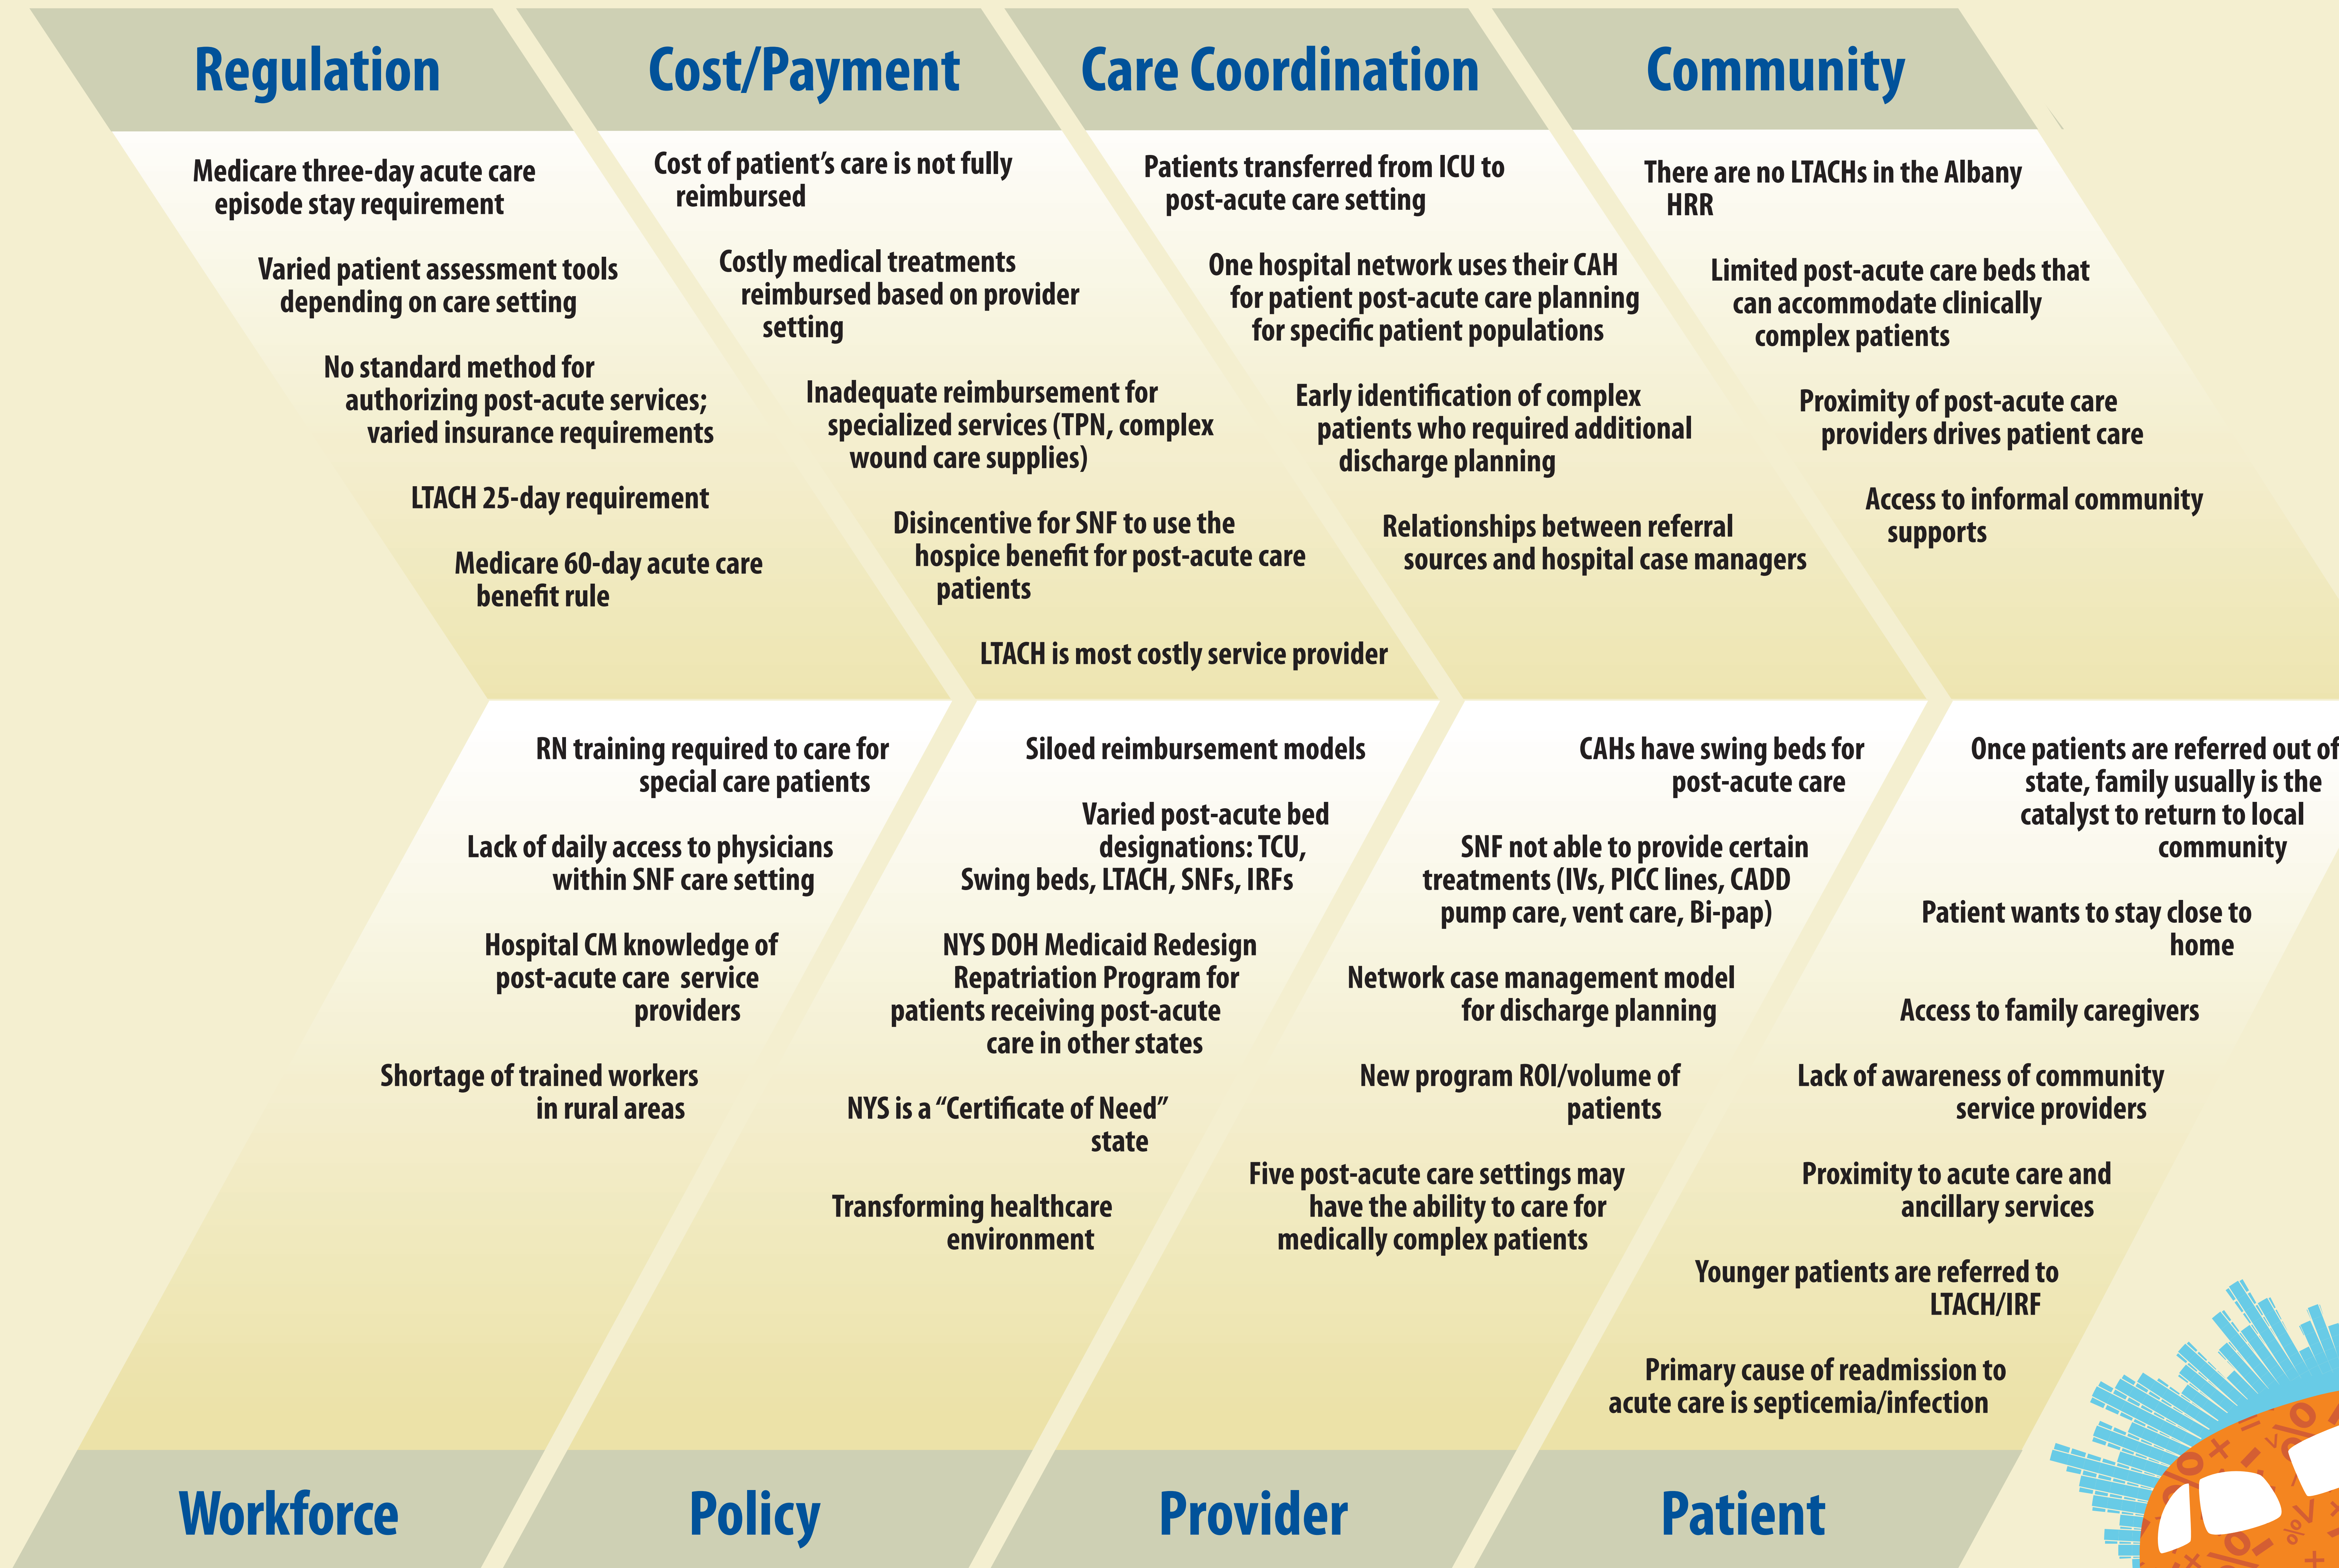 Regulation
Medicare three-day acute care
episode stay requirement
Varied patient assessment tools
depending on care setting
No standard method for
authorizing post-acute services;
varied insurance requirements
LTACH 25-day requirement
Medicare 60-day acute care
benefit rule
Cost/Payment
Cost of patient’s care is not fully
reimbursed
Costly medical treatments
reimbursed based on provider
setting
Inadequate reimbursement for
specialized services (TPN, complex
wound care supplies)
Disincentive for SNF to use the
hospice benefit for post-acute care
patients
LTACH is most costly service provider
Care Coordination
Patients transferred from ICU to
post-acute care setting
One hospital network uses their CAH
for patient post-acute care planning
for specific patient populations
Early identification of complex
patients who required additional
discharge planning
Relationships between referral
sources and hospital case managers
Community
There are no LTACHs in the Albany
HRR
Limited post-acute care beds that
can accommodate clinically
complex patients
Proximity of post-acute care
providers drives patient care
Access to informal community
supports
RN training required to care for
special care patients
Lack of daily access to physicians
within SNF care setting
Hospital CM knowledge of
post-acute care service
providers
Shortage of trained workers
in rural areas
Workforce
Siloed reimbursement models
Varied post-acute bed
designations: TCU,
Swing beds, LTACH, SNFs, IRFs
NYS DOH Medicaid Redesign
Repatriation Program for
patients receiving post-acute
care in other states
NYS is a “Certificate of Need”
state
Transforming healthcare
environment
Policy
CAHs have swing beds for
post-acute care
SNF not able to provide certain
treatments (IVs, PICC lines, CADD
pump care, vent care, Bi-pap)
Network case management model
for discharge planning
New program ROI/volume of
patients
Five post-acute care settings may
have the ability to care for
medically complex patients
Provider
Once patients are referred out of
state, family usually is the
catalyst to return to local
community
Patient wants to stay close to
home
Access to family caregivers
Lack of awareness of community
service providers
Proximity to acute care and
ancillary services
Younger patients are referred to
LTACH/IRF
Primary cause of readmission to
acute care is septicemia/infection
Patient